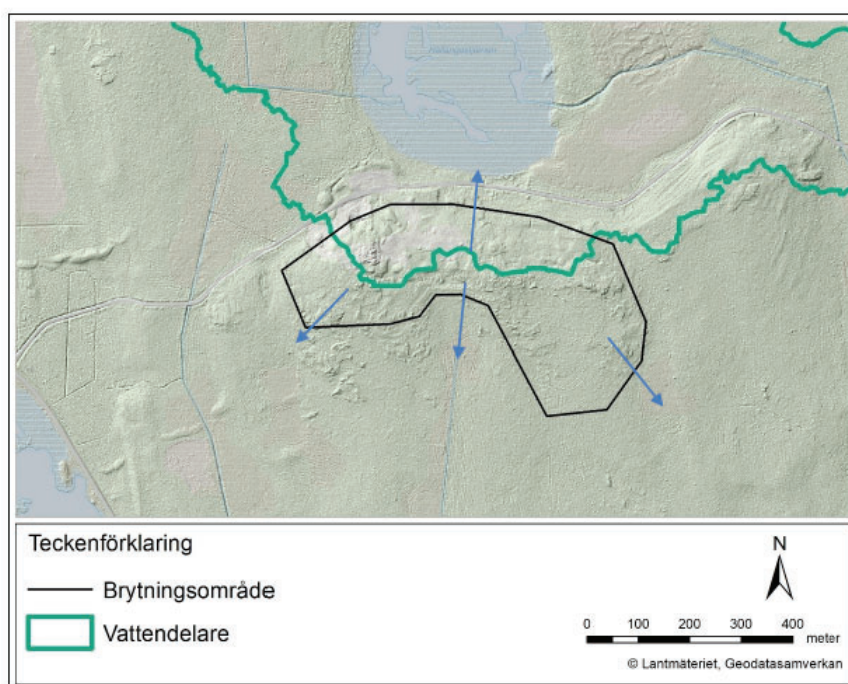 Teckenförklaring
Brytningsområde
Vattendelare
N
0 100 200 300 400
meter
© Lantmäteriet, Geodatasamverkan